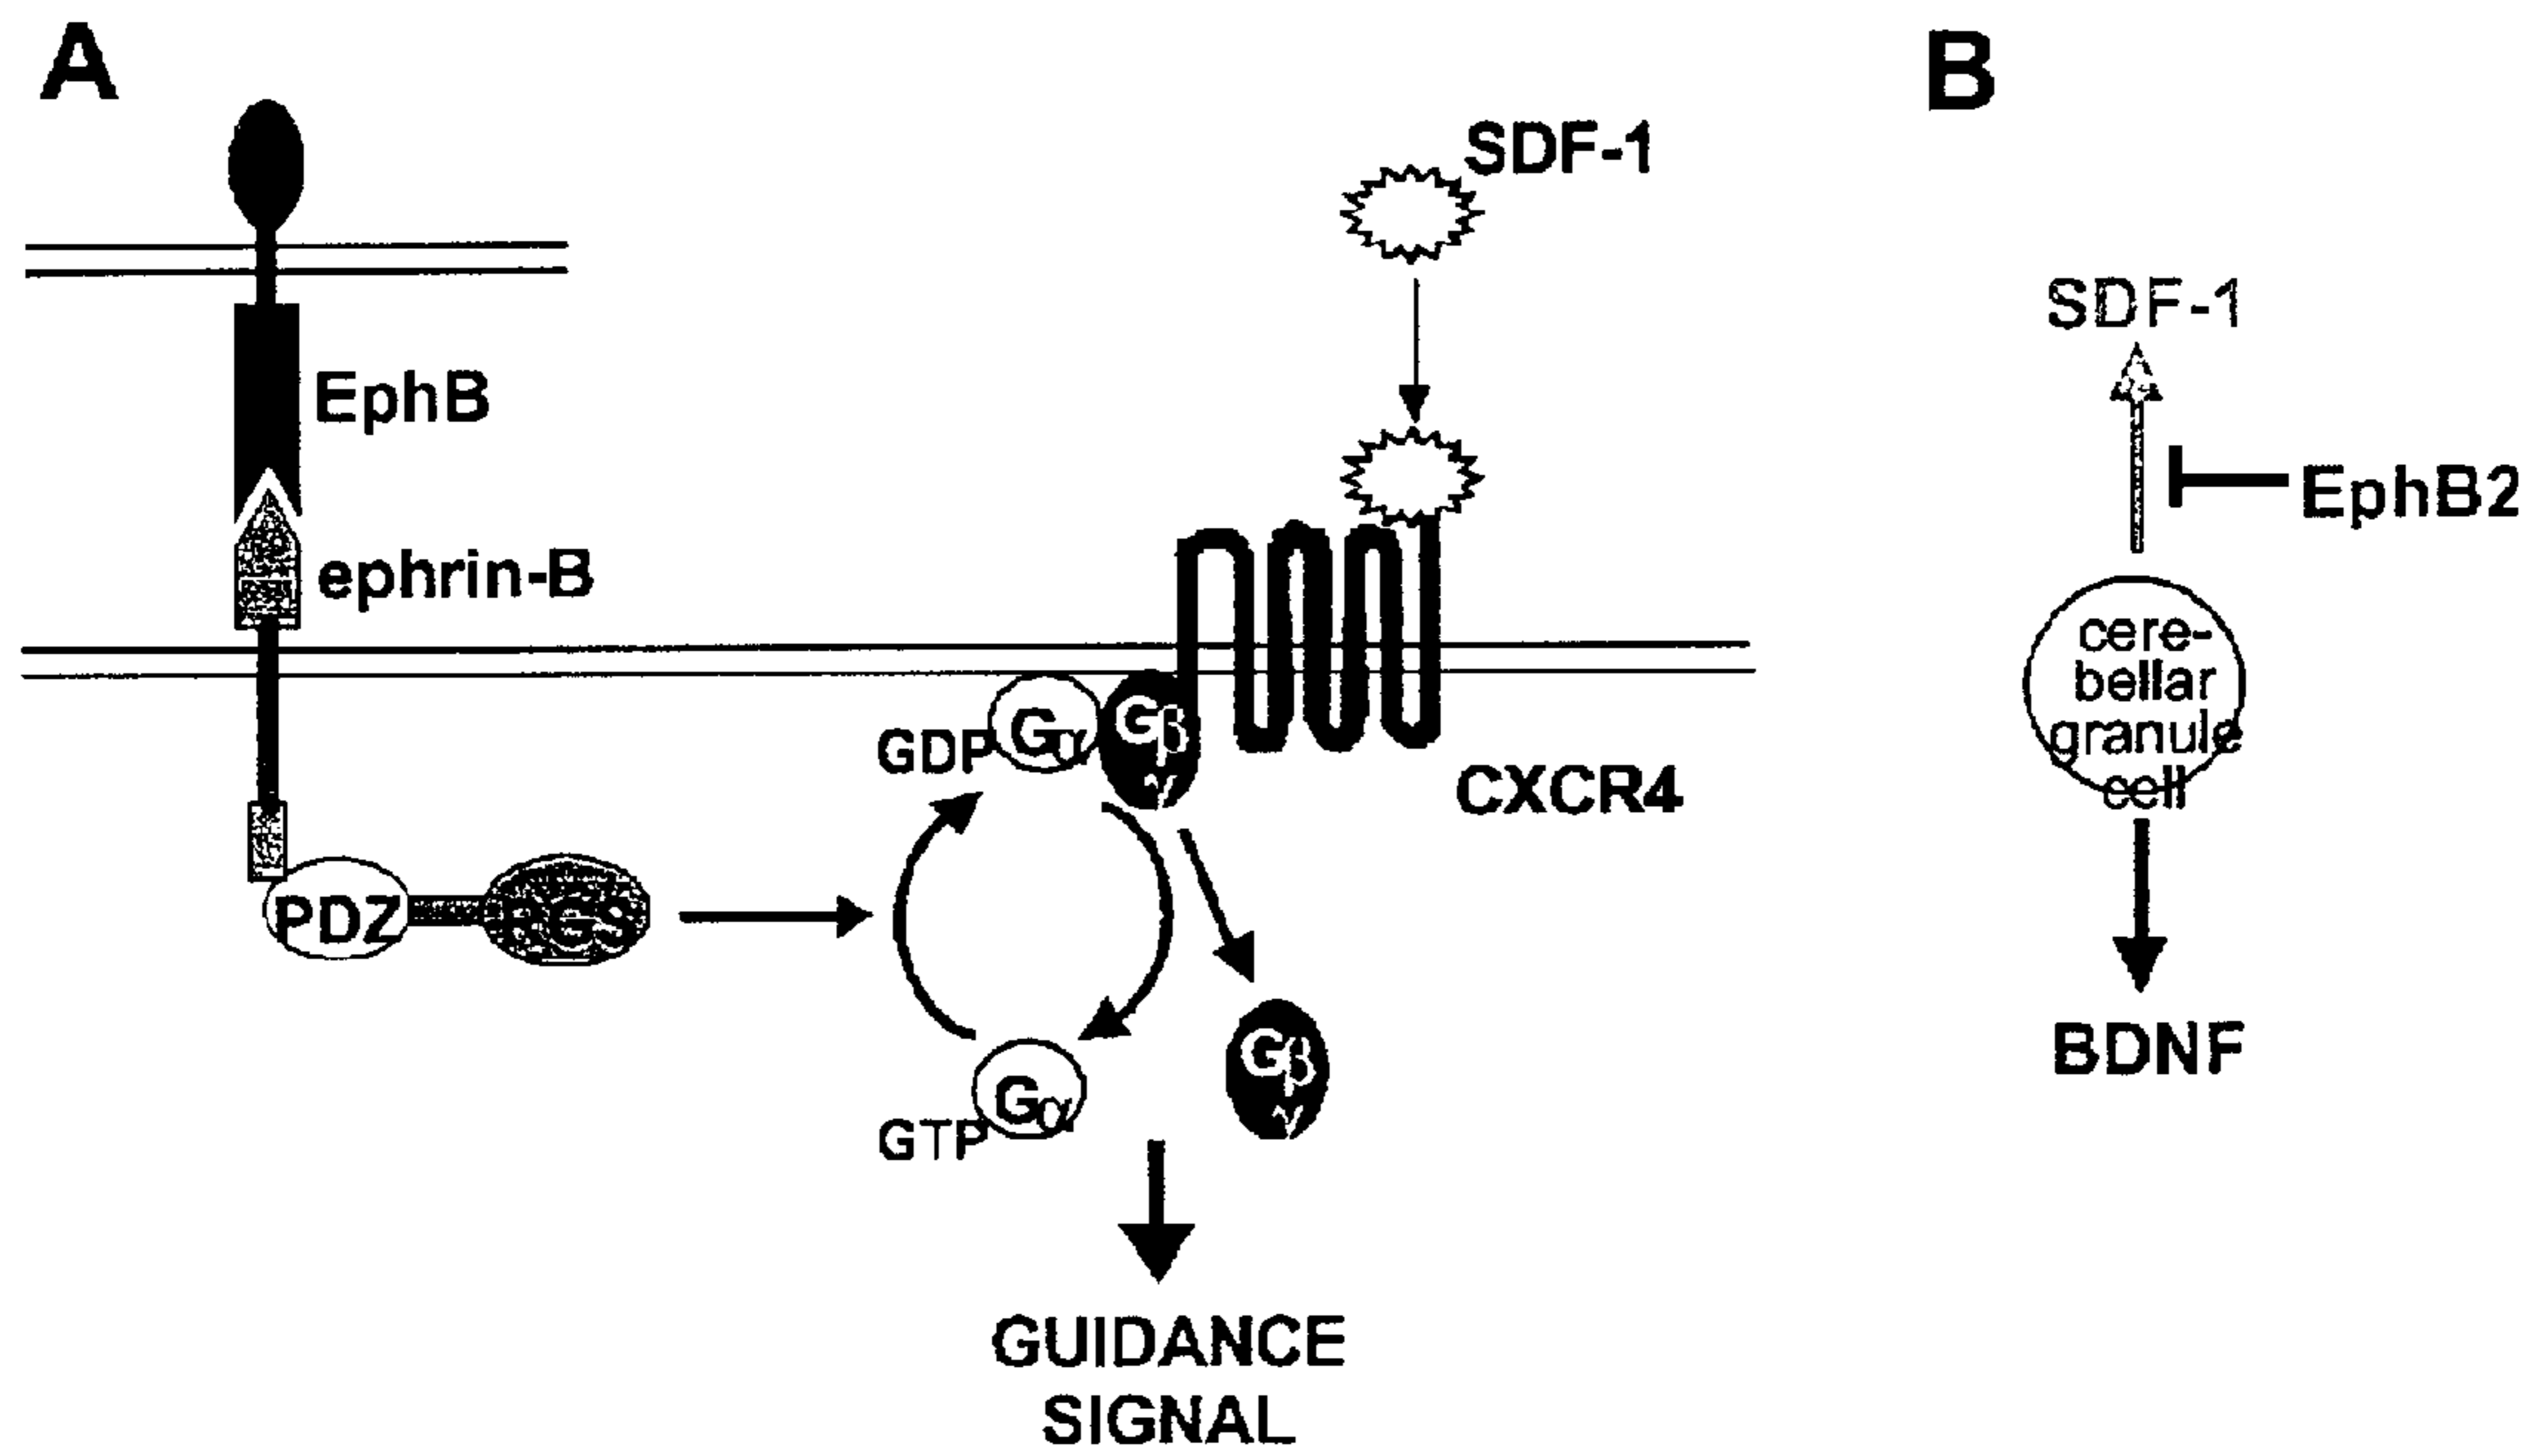 A
B
SDF-1
SDF-1
EphB
EphB2
ephrin-B
cere-
bellar
granule
cell
GDP
Gα
Gβ
γ
CXCR4
PDZ
RGS
BDNF
Gβ
γ
Gα
GTP
GUIDANCE
SIGNAL